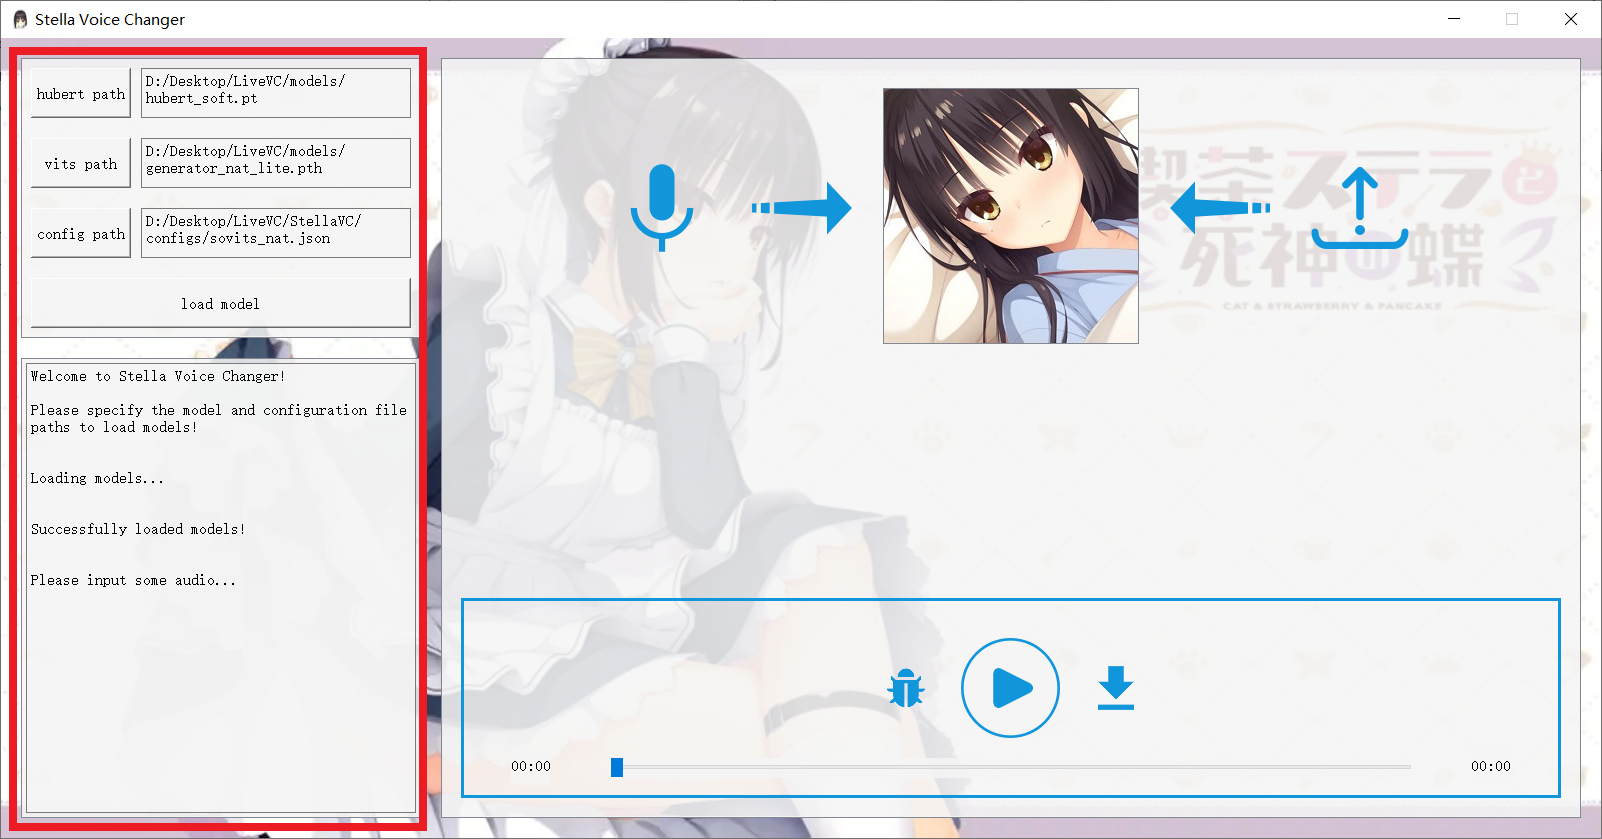 Stella Voice Changer
hubert path
D:/Desktop/LiveVC/models/
hubert_soft.pt
vits path
D:/Desktop/LiveVC/models/
generator_nat_lite.pth
config path
D:/Desktop/LiveVC/StellaVC/
configs/sovits_nat.json
load model
Welcome to Stella Voice Changer!
Please specify the model and configuration file
paths to load models!
Loading models...
Successfully loaded models!
Please input some audio...
喫茶ステラと
死神の蝶
CAT & STRAWBERRY & PANCAKE
00:00
00:00